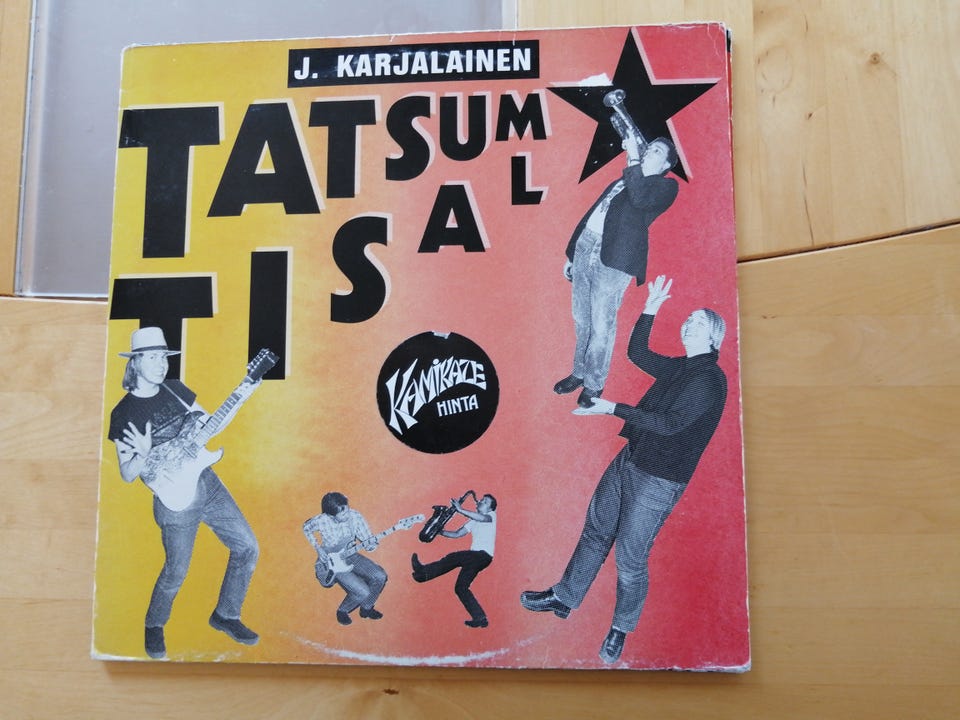 J. KARJALAINEN
TATSUM
TISAL
KAMIKAZE
HINTA